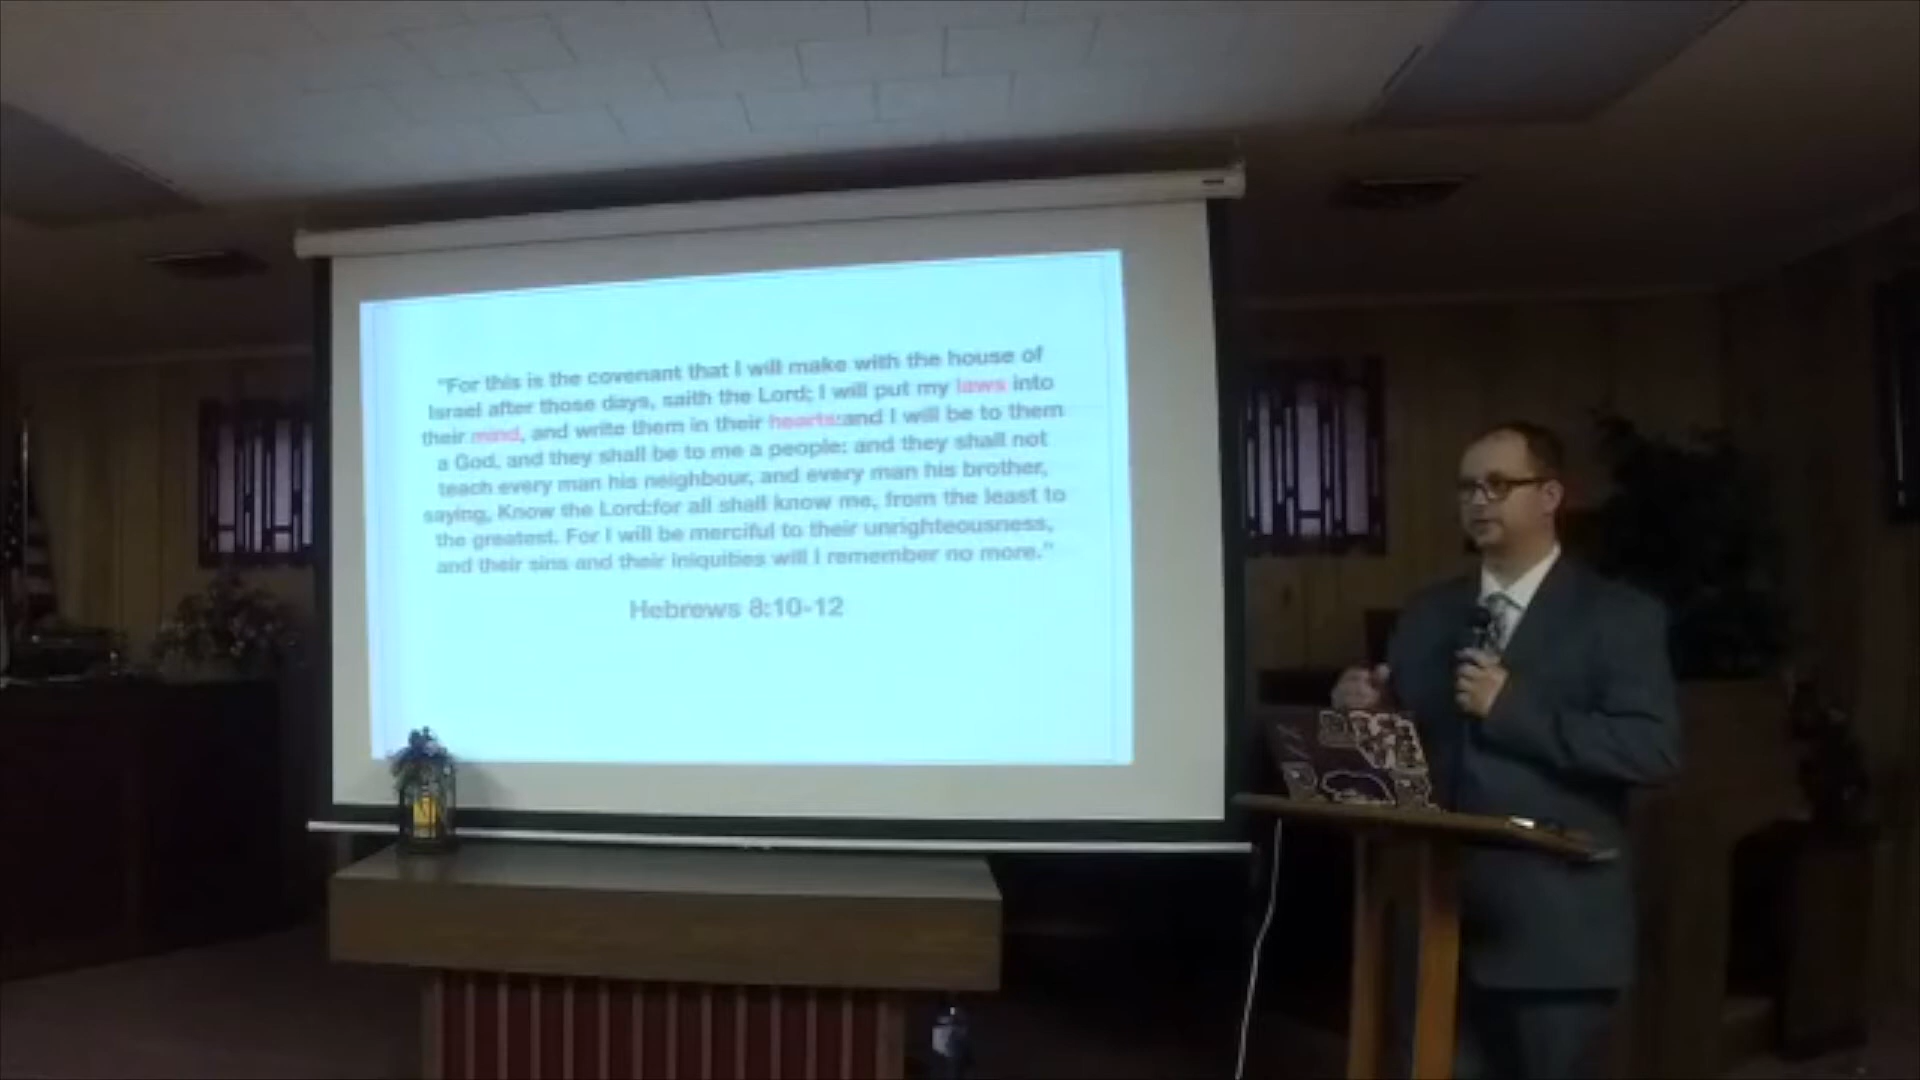 "For this is the covenant that I will make with the house of
Israel after those days, saith the Lord; I will put my laws into
their mind, and write them in their hearts:and I will be to them
a God, and they shall be to me a people: and they shall not
teach every man his neighbour, and every man his brother,
saying, Know the Lord:for all shall know me, from the least to
the greatest. For I will be merciful to their unrighteousness,
and their sins and their iniquities will I remember no more."
Hebrews 8:10-12